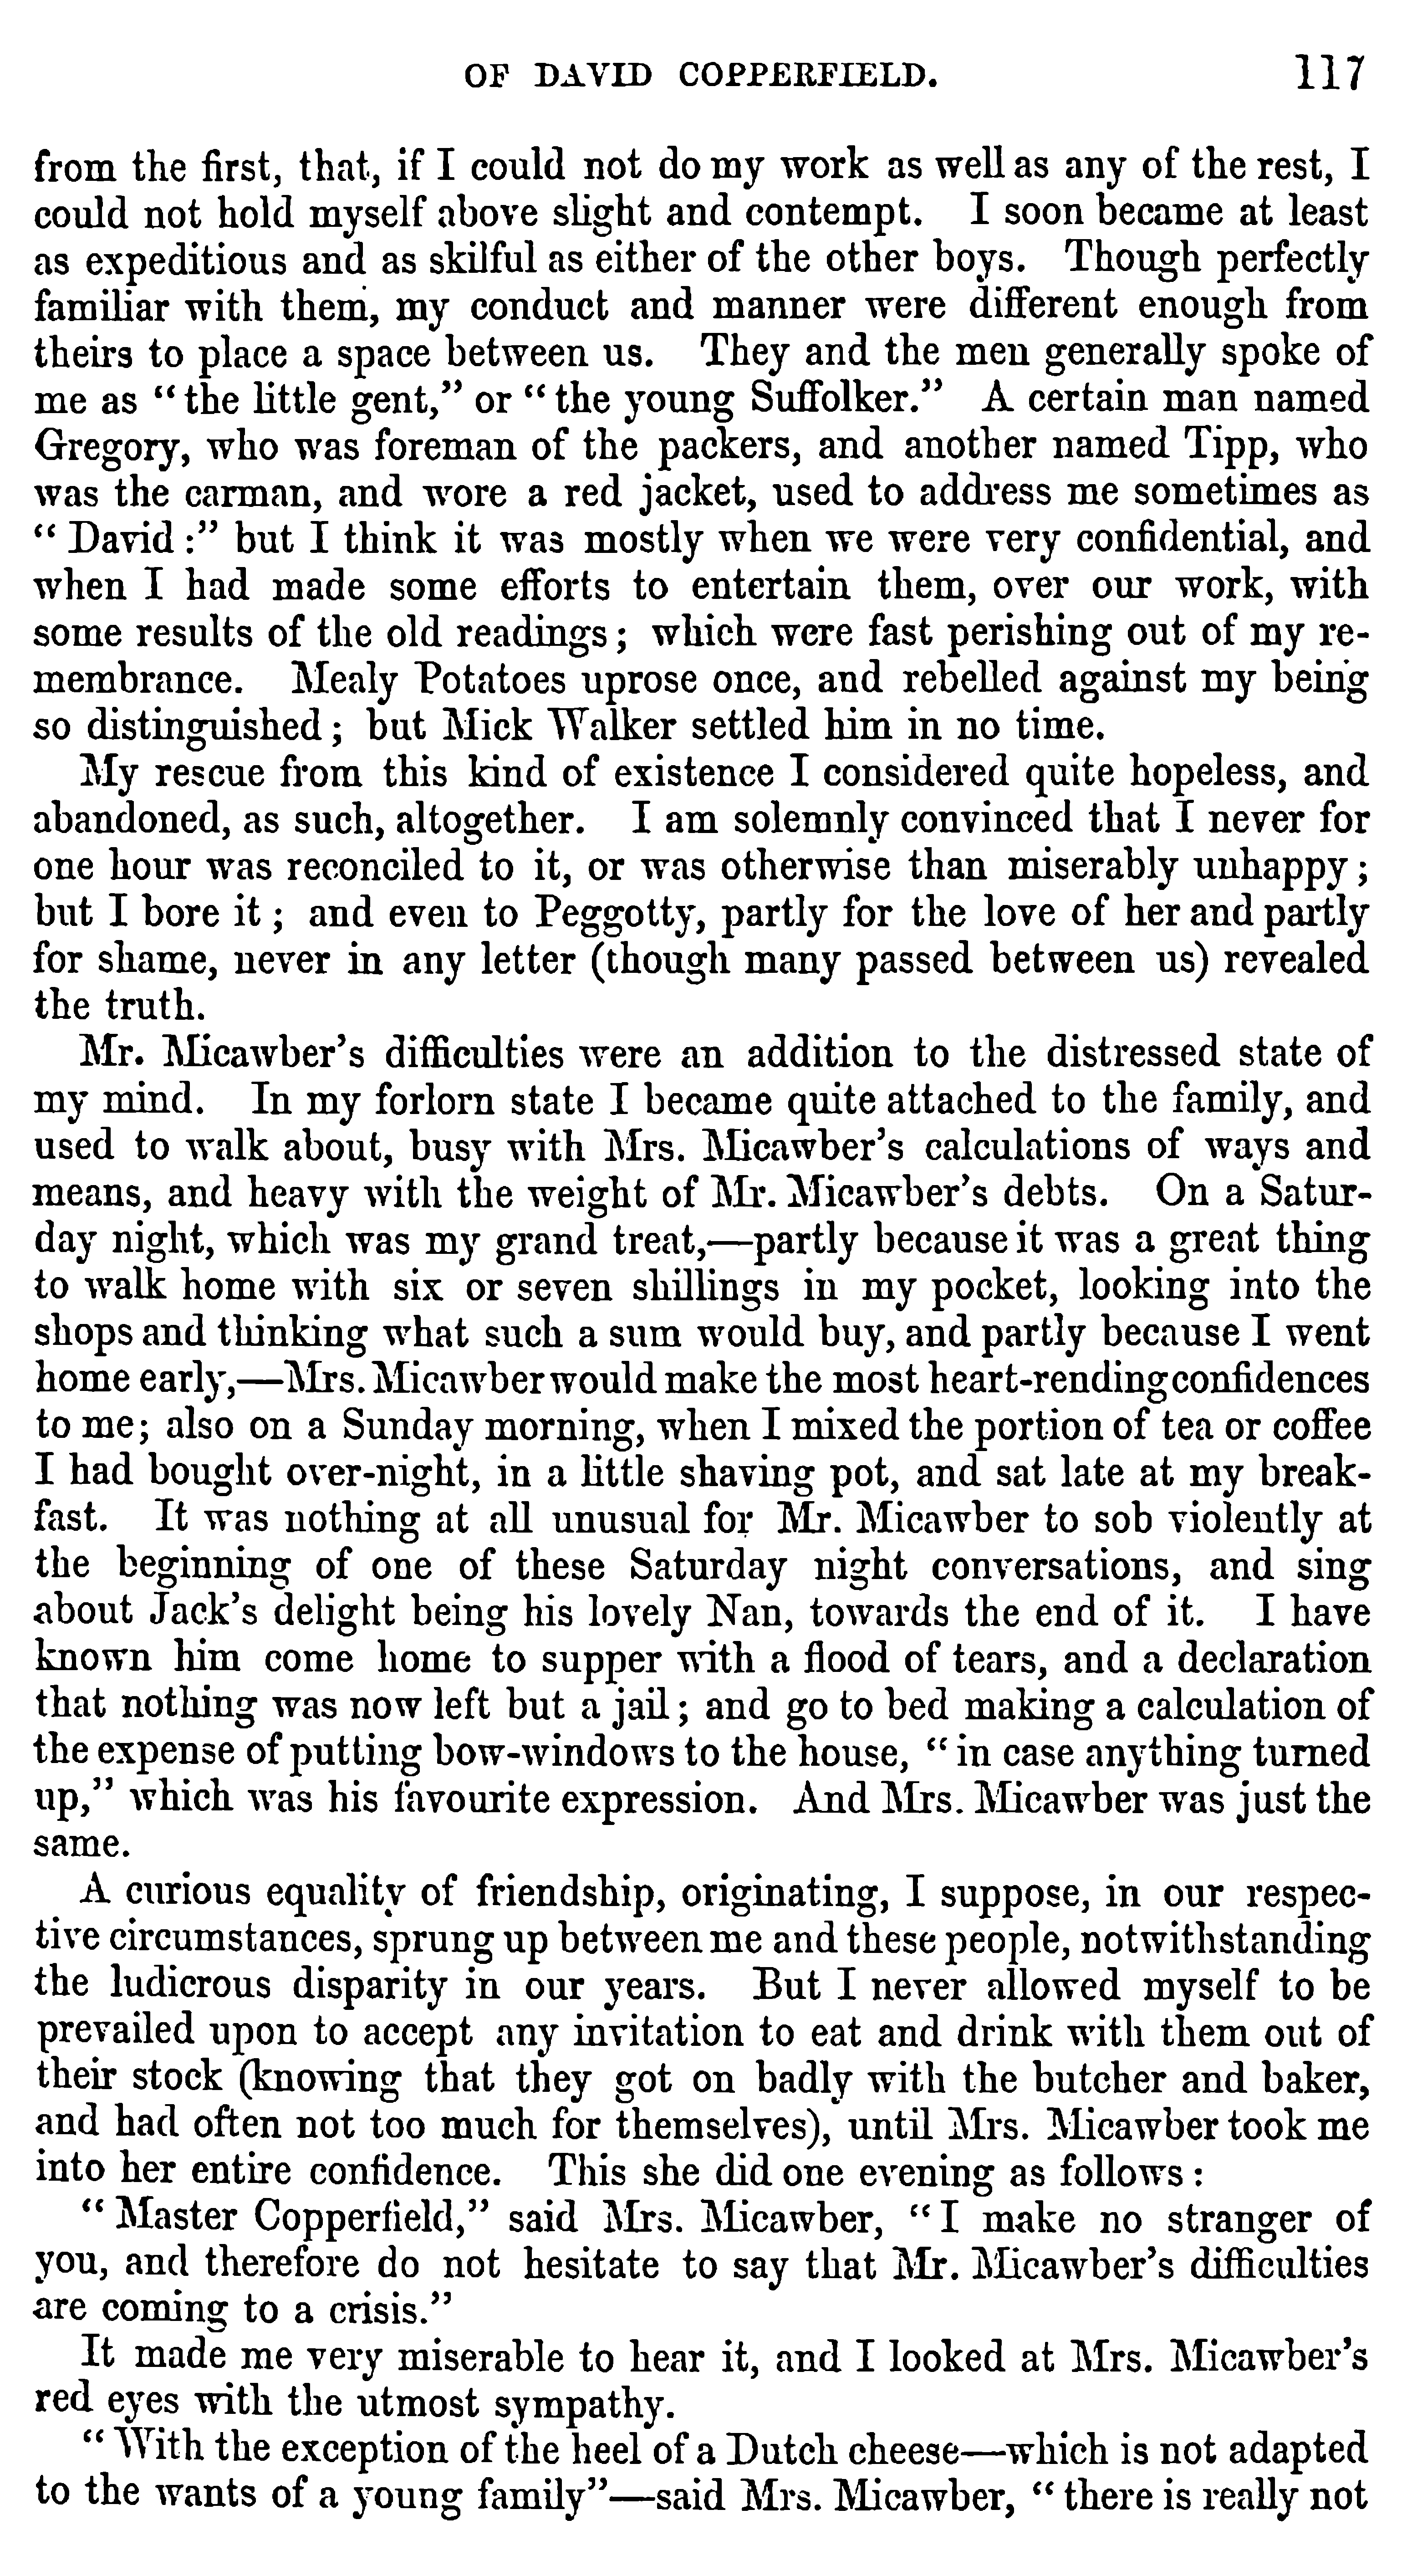 OF DAVID COPPERFIELD. 117
from the first, that, if I could not do my work as well as any of the rest, I
could not hold myself above slight and contempt. I soon became at least
as expeditious and as skilful as either of the other boys. Though perfectly
familiar with them, my conduct and manner were different enough from
theirs to place a space between us. They and the men generally spoke of
me as “the little gent,” or “the young Suffolker.” A certain man named
Gregory, who was foreman of the packers, and another named Tipp, who
was the carman, and wore a red jacket, used to address me sometimes as
“David:” but I think it was mostly when we were very confidential, and
when I had made some efforts to entertain them, over our work, with
some results of the old readings; which were fast perishing out of my re-
membrance. Mealy Potatoes uprose once, and rebelled against my being
so distinguished; but Mick Walker settled him in no time.
My rescue from this kind of existence I considered quite hopeless, and
abandoned, as such, altogether. I am solemnly convinced that I never for
one hour was reconciled to it, or was otherwise than miserably unhappy;
but I bore it; and even to Peggotty, partly for the love of her and partly
for shame, never in any letter (though many passed between us) revealed
the truth.
Mr. Micawber’s difficulties were an addition to the distressed state of
my mind. In my forlorn state I became quite attached to the family, and
used to walk about, busy with Mrs. Micawber’s calculations of ways and
means, and heavy with the weight of Mr. Micawber’s debts. On a Satur-
day night, which was my grand treat,—partly because it was a great thing
to walk home with six or seven shillings in my pocket, looking into the
shops and thinking what such a sum would buy, and partly because I went
home early,—Mrs. Micawber would make the most heart-rending confidences
to me; also on a Sunday morning, when I mixed the portion of tea or coffee
I had bought over-night, in a little shaving pot, and sat late at my break-
fast. It was nothing at all unusual for Mr. Micawber to sob violently at
the beginning of one of these Saturday night conversations, and sing
about Jack’s delight being his lovely Nan, towards the end of it. I have
known him come home to supper with a flood of tears, and a declaration
that nothing was now left but a jail; and go to bed making a calculation of
the expense of putting bow-windows to the house, “in case anything turned
up,” which was his favourite expression. And Mrs. Micawber was just the
same.
A curious equality of friendship, originating, I suppose, in our respec-
tive circumstances, sprung up between me and these people, notwithstanding
the ludicrous disparity in our years. But I never allowed myself to be
prevailed upon to accept any invitation to eat and drink with them out of
their stock (knowing that they got on badly with the butcher and baker,
and had often not too much for themselves), until Mrs. Micawber took me
into her entire confidence. This she did one evening as follows:
“Master Copperfield,” said Mrs. Micawber, “I make no stranger of
you, and therefore do not hesitate to say that Mr. Micawber’s difficulties
are coming to a crisis.”
It made me very miserable to hear it, and I looked at Mrs. Micawber’s
red eyes with the utmost sympathy.
“With the exception of the heel of a Dutch cheese—which is not adapted
to the wants of a young family”—said Mrs. Micawber, “there is really not